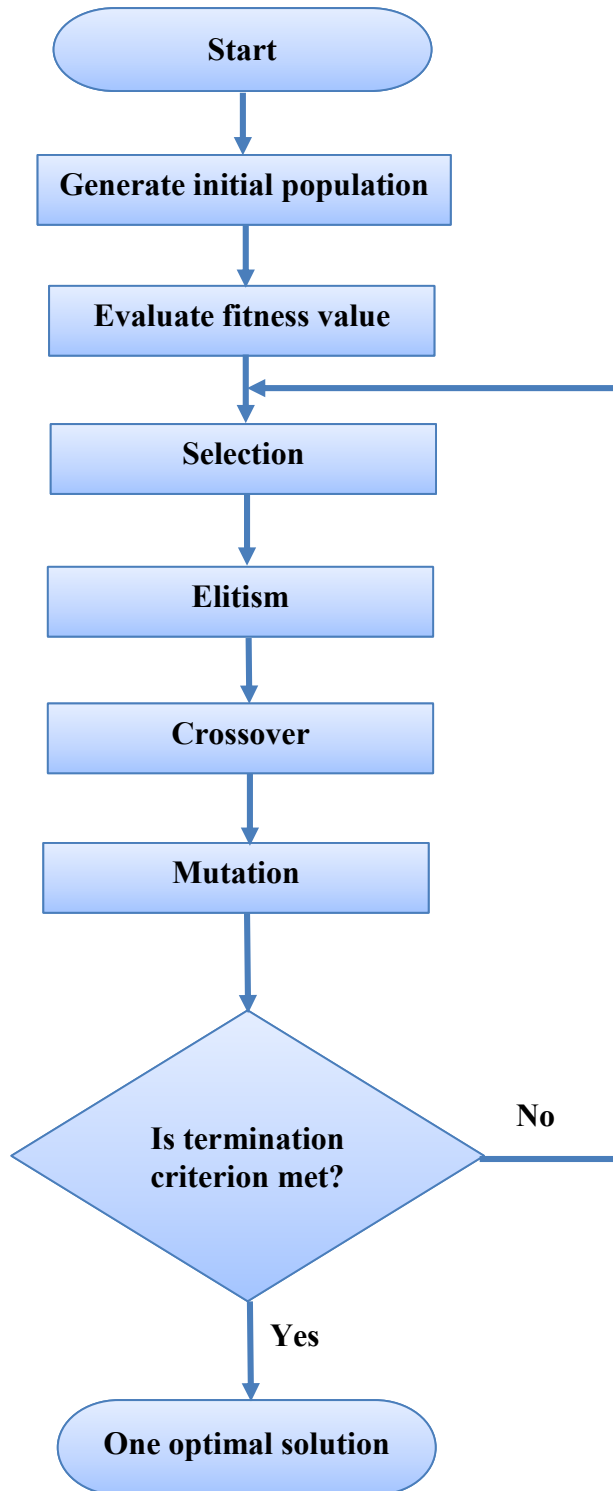 Start
Generate initial population
Evaluate fitness value
Selection
Elitism
Crossover
Mutation
Is termination
criterion met?
No
Yes
One optimal solution